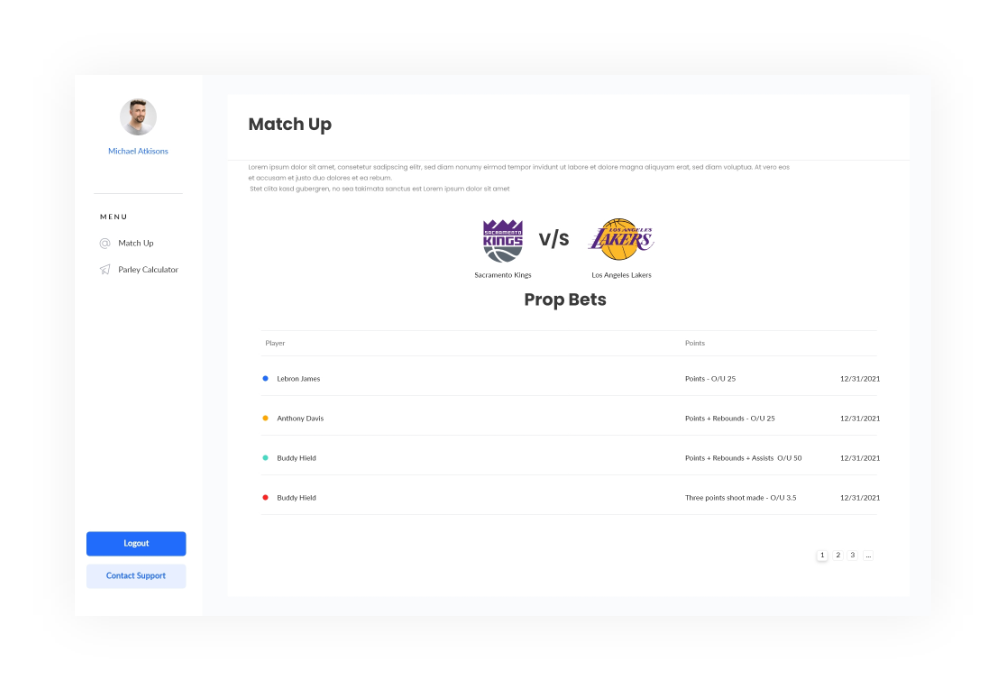 Michael Atkisons
MENU
Match Up
Parley Calculator
Logout
Contact Support
Match Up
Lorem ipsum dolor sit amet, consetetur sadipscing elitr, sed diam nonumy eirmod tempor invidunt ut labore et dolore magna aliquyam erat, sed diam voluptua. At vero eos
et accusam et justo duo dolores et ea rebum.
Stet clita kasd gubergren, no sea takimata sanctus est Lorem ipsum dolor sit amet
SACRAMENTO
KINGS
V/S
LOS ANGELES
LAKERS
Sacramento Kings
Los Angeles Lakers
Prop Bets
Player Points
Lebron James Points - O/U 25 12/31/2021
Anthony Davis Points + Rebounds - O/U 25 12/31/2021
Buddy Hield Points + Rebounds + Assists O/U 50 12/31/2021
Buddy Hield Three points shoot made - O/U 3.5 12/31/2021
1 2 3 ...